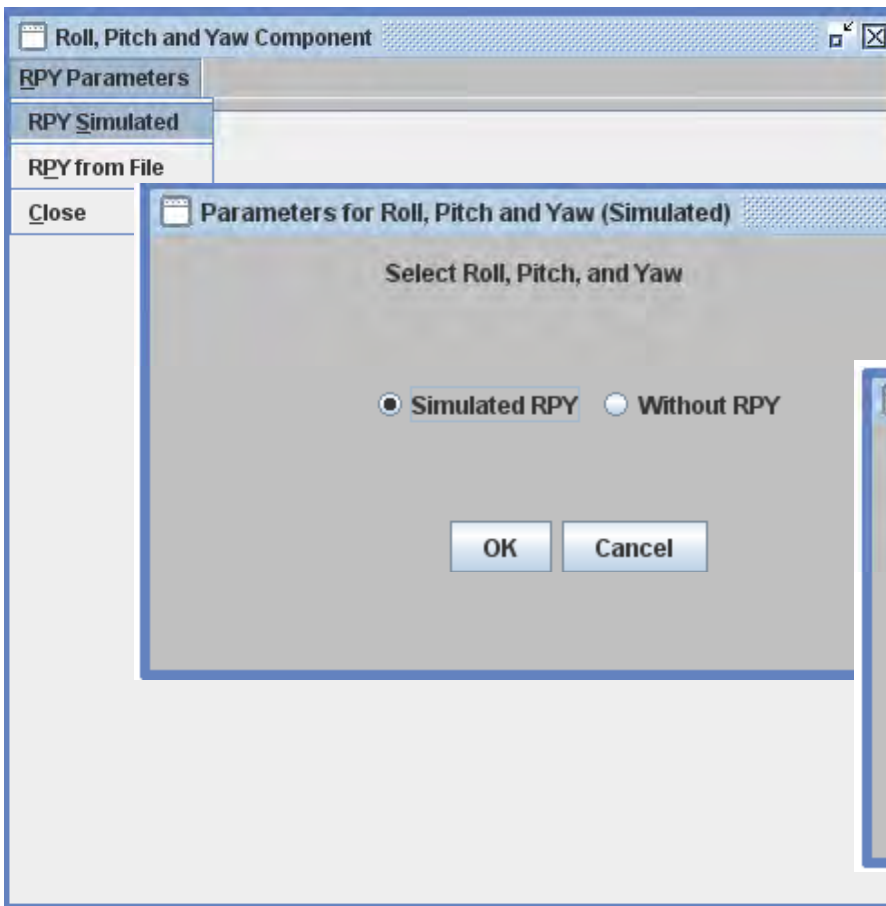 Roll, Pitch and Yaw Component
RPY Parameters
RPY Simulated
RPY from File
Close
Parameters for Roll, Pitch and Yaw (Simulated)
Select Roll, Pitch, and Yaw
Simulated RPY Without RPY
OK Cancel